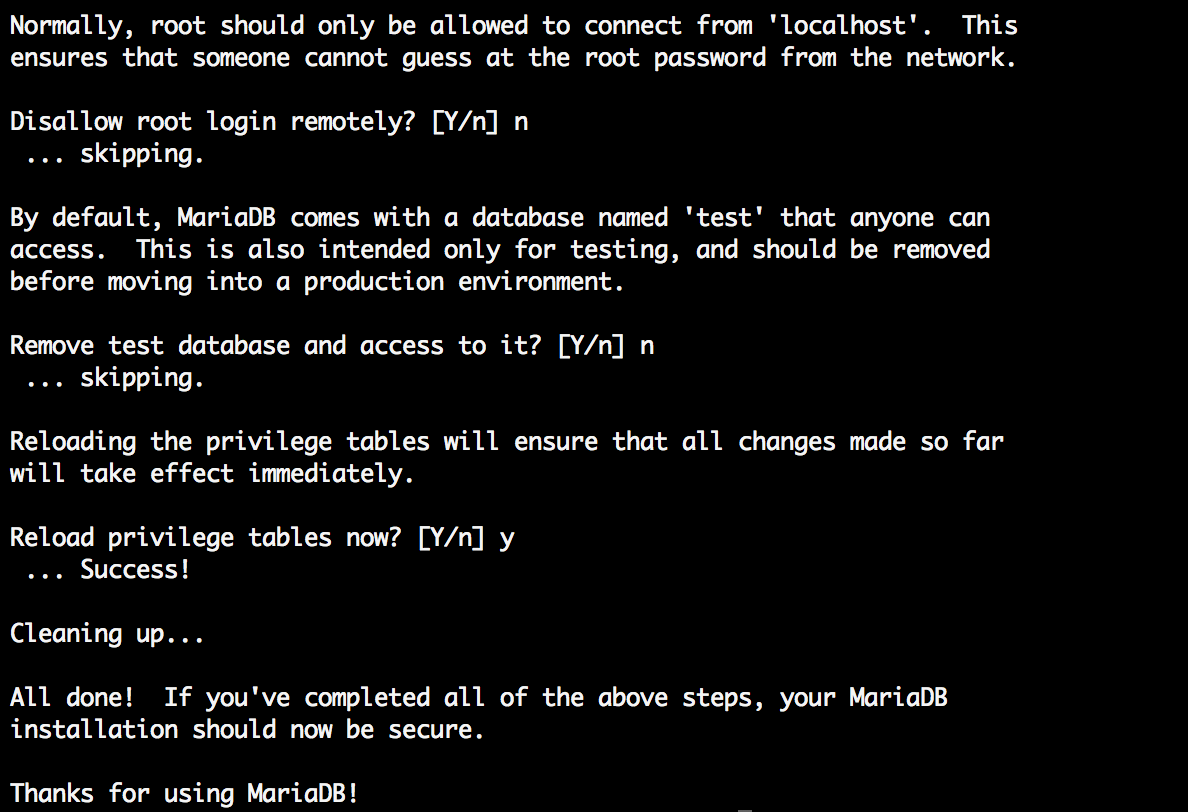 Normally, root should only be allowed to connect from 'localhost'.  This
ensures that someone cannot guess at the root password from the network.
Disallow root login remotely? [Y/n] n
 ... skipping.
By default, MariaDB comes with a database named 'test' that anyone can
access.  This is also intended only for testing, and should be removed
before moving into a production environment.
Remove test database and access to it? [Y/n] n
 ... skipping.
Reloading the privilege tables will ensure that all changes made so far
will take effect immediately.
Reload privilege tables now? [Y/n] y
 ... Success!
Cleaning up...
All done!  If you've completed all of the above steps, your MariaDB
installation should now be secure.
Thanks for using MariaDB!